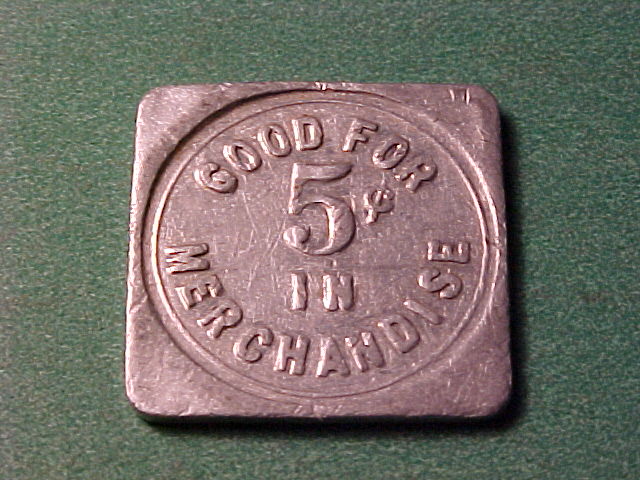 GOOD FOR
5¢
IN
MERCHANDISE